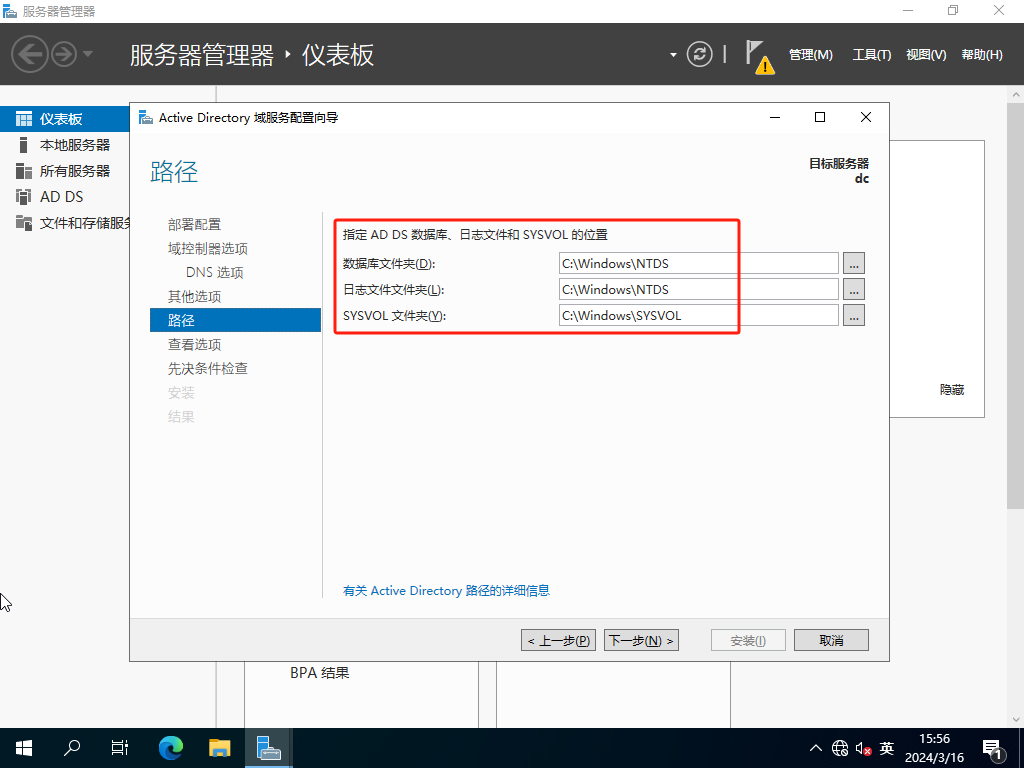 服务器管理器
服务器管理器 · 仪表板
管理(M) 工具(T) 视图(V) 帮助(H)
仪表板
本地服务器
所有服务器
AD DS
文件和存储服务
Active Directory 域服务配置向导
路径
目标服务器
dc
部署配置
域控制器选项
DNS 选项
其他选项
路径
查看选项
先决条件检查
安装
结果
指定 AD DS 数据库、日志文件和 SYSVOL 的位置
数据库文件夹(D): C:\Windows\NTDS ...
日志文件文件夹(L): C:\Windows\NTDS ...
SYSVOL 文件夹(Y): C:\Windows\SYSVOL ...
有关 Active Directory 路径的详细信息
< 上一步(P) 下一步(N) > 安装(I) 取消
隐藏
BPA 结果
英
15:56
2024/3/16
1